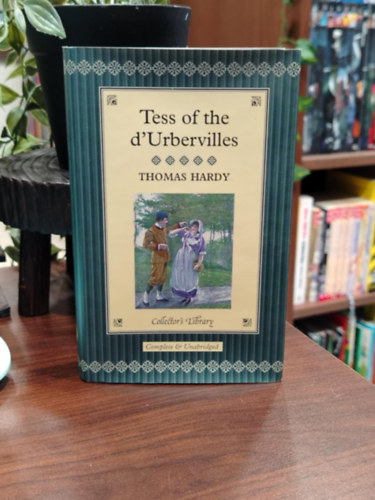 Tess of the
d'Urbervilles
THOMAS HARDY
Collector's Library
Complete & Unabridged